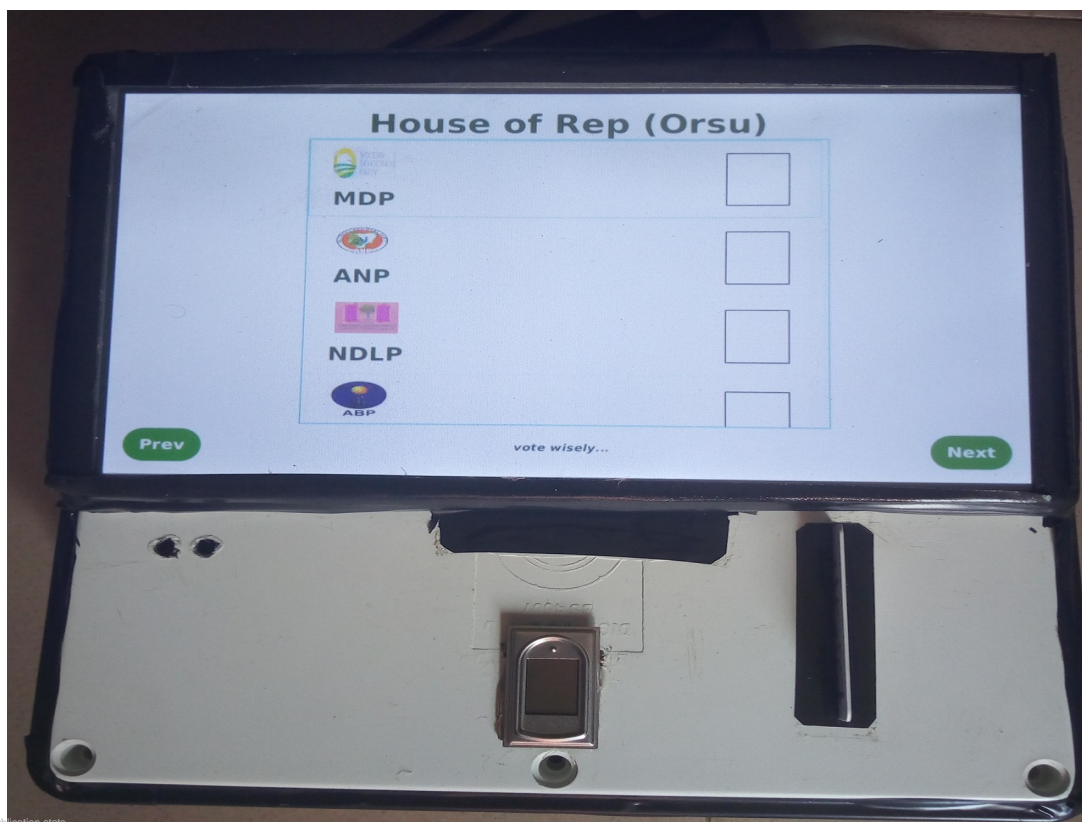 House of Rep (Orsu)
MDP
ANP
NDLP
ABP
Prev
vote wisely...
Next